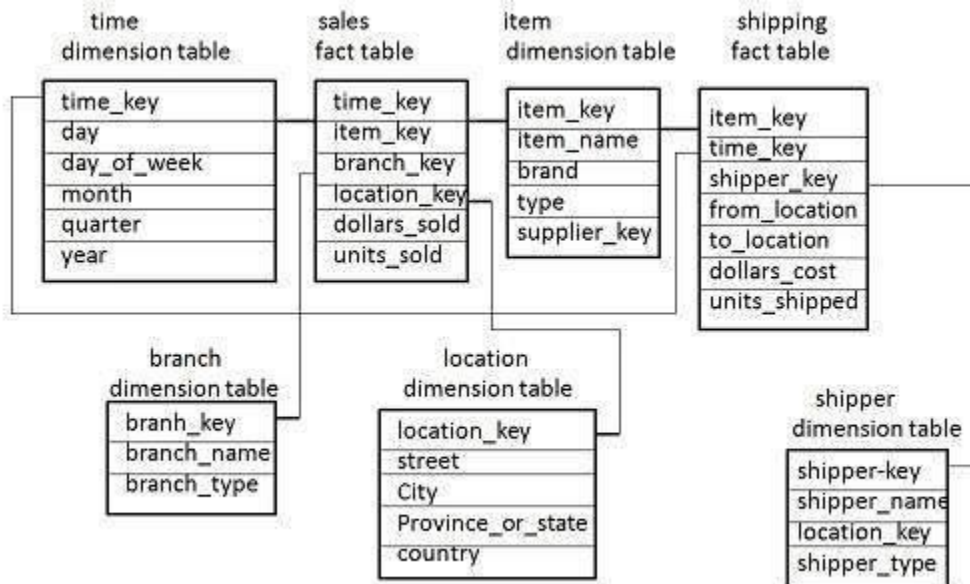 time
dimension table
time_key
day
day_of_week
month
quarter
year
sales
fact table
time_key
item_key
branch_key
location_key
dollars_sold
units_sold
item
dimension table
item_key
item_name
brand
type
supplier_key
shipping
fact table
item_key
time_key
shipper_key
from_location
to_location
dollars_cost
units_shipped
branch
dimension table
branh_key
branch_name
branch_type
location
dimension table
location_key
street
City
Province_or_state
country
shipper
dimension table
shipper-key
shipper_name
location_key
shipper_type